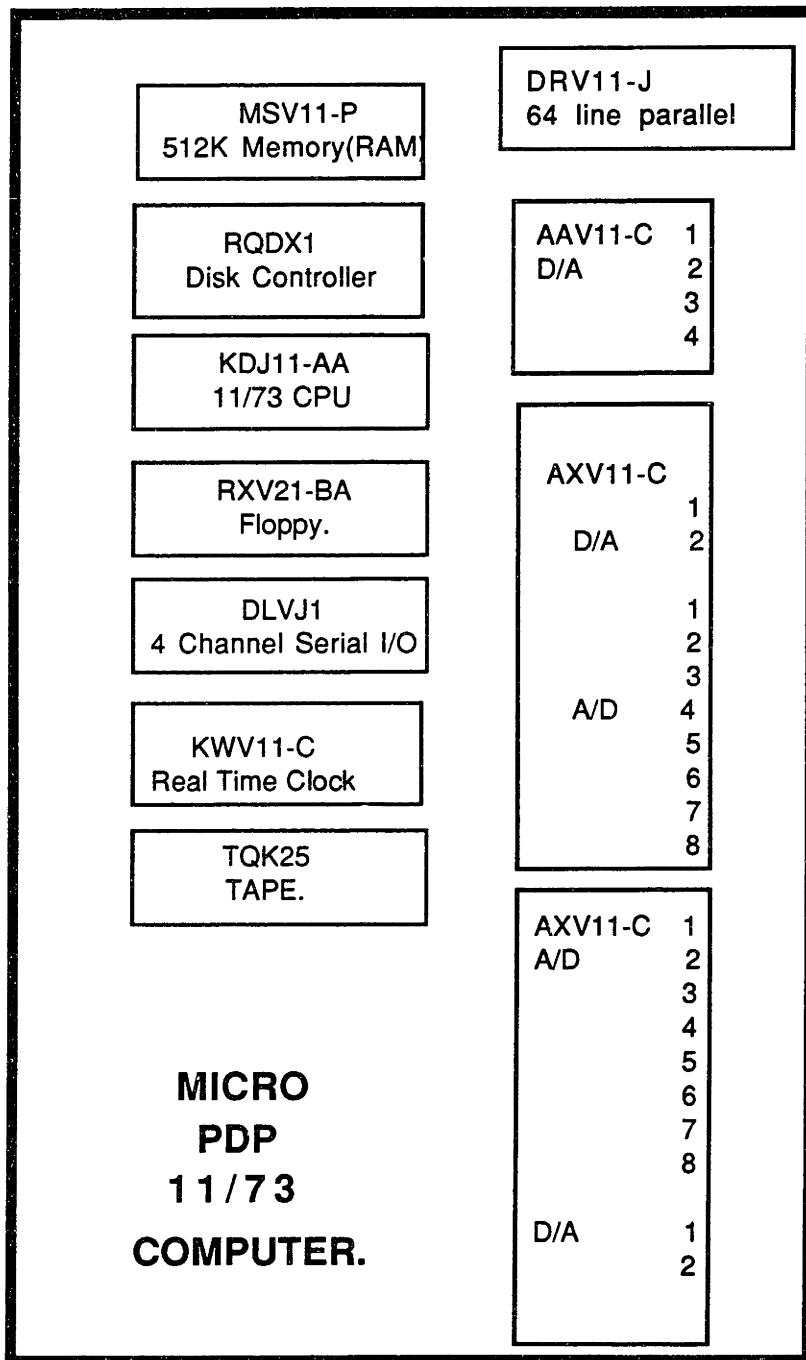 MSV11-P
512K Memory(RAM)
RQDX1
Disk Controller
KDJ11-AA
11/73 CPU
RXV21-BA
Floppy.
DLVJ1
4 Channel Serial I/O
KWV11-C
Real Time Clock
TQK25
TAPE.
MICRO
PDP
11/73
COMPUTER.
DRV11-J
64 line parallel
AAV11-C 1
D/A 2
3
4
AXV11-C
1
D/A 2
1
2
3
A/D 4
5
6
7
8
AXV11-C 1
A/D 2
3
4
5
6
7
8
D/A 1
2